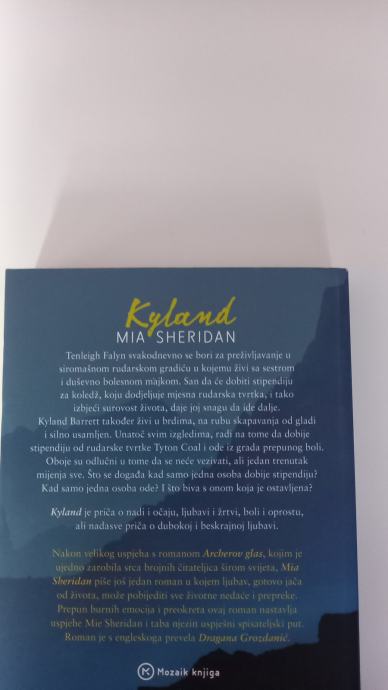 Kyland
MIA SHERIDAN
Tenleigh Falyn svakodnevno se bori za preživljavanje u
siromašnom rudarskom gradiću u kojemu živi sa sestrom
i duševno bolesnom majkom. San da će dobiti stipendiju
za koledž, koju dodjeljuje mjesna rudarska tvrtka, i tako
izbjeći surovost života, daje joj snagu da ide dalje.
Kyland Barrett također živi u brdima, na rubu skapavanja od gladi
i silno usamljen. Unatoč svim izgledima, radi na tome da dobije
stipendiju od rudarske tvrtke Tyton Coal i ode iz grada prepunog boli.
Oboje su odlučni u tome da se neće vezivati, ali jedan trenutak
mijenja sve. Što se događa kad samo jedna osoba dobije stipendiju?
Kad samo jedna osoba ode? I što biva s onom koja je ostavljena?
Kyland je priča o nadi i očaju, ljubavi i žrtvi, boli i oprostu,
ali nadasve priča o dubokoj i beskrajnoj ljubavi.
Nakon velikog uspjeha s romanom Archerov glas, kojim je
ujedno zarobila srca brojnih čitateljica širom svijeta, Mia
Sheridan piše još jedan roman u kojem ljubav, gotovo jača
od života, može pobijediti sve životne nedaće i prepreke.
Prepun burnih emocija i preokreta ovaj roman nastavlja
uspjehe Mie Sheridan i taba njezin uspješni spisateljski put.
Roman je s engleskoga prevela Dragana Grozdanić.
Mozaik knjiga